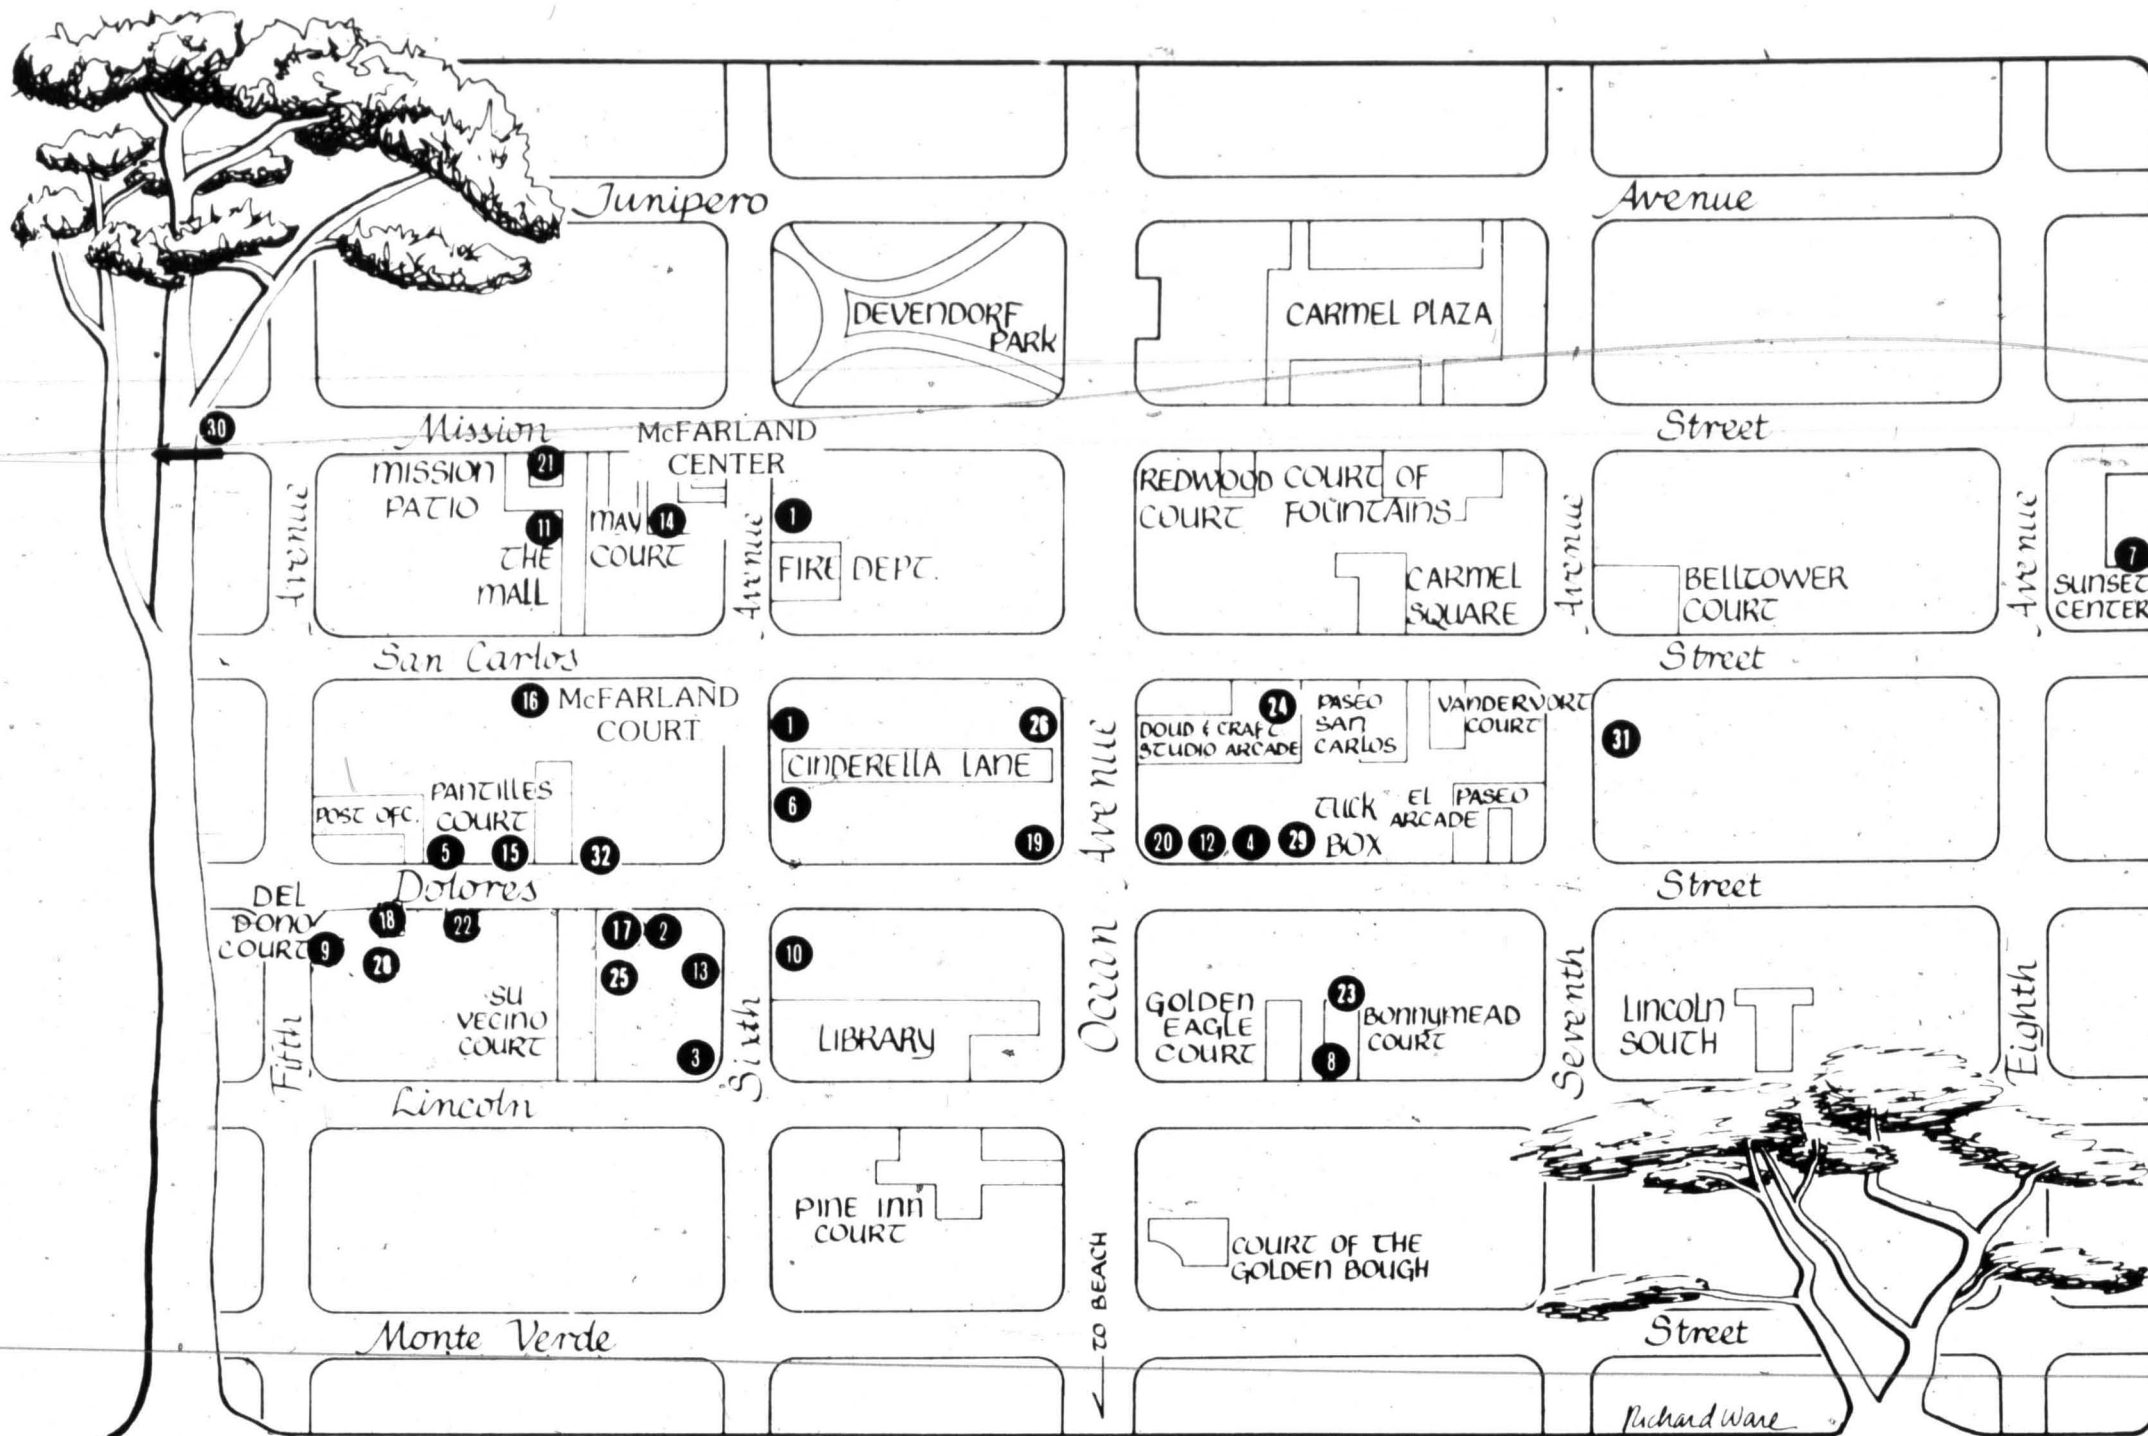 Junipero
Avenue
DEVENDORF
PARK
CARMEL PLAZA
30
Mission
Street
McFARLAND
CENTER
MISSION
PATIO
21
11
THE
MALL
MAY
COURT
14
Avenue
Avenue
1
FIRE DEPT.
REDWOOD
COURT
COURT OF
FOUNTAINS
CARMEL
SQUARE
Avenue
BELLTOWER
COURT
Avenue
7
SUNSET
CENTER
San Carlos
Street
16
McFARLAND
COURT
1
26
CINDERELLA LANE
6
19
Avenue
24
DOUD & CRAFT
STUDIO ARCADE
PASEO
SAN
CARLOS
VANDERVORT
COURT
31
POST OFC.
PANTILLES
COURT
5
15
32
20
12
4
29
TUCK
BOX
EL PASEO
ARCADE
Dolores
Street
DEL
DONO
COURT
9
18
28
22
17
2
25
13
3
SU
VECINO
COURT
10
LIBRARY
GOLDEN
EAGLE
COURT
23
8
BONNYMEAD
COURT
LINCOLN
SOUTH
Fifth
Sixth
Ocean
Seventh
Eighth
Lincoln
PINE INN
COURT
COURT OF THE
GOLDEN BOUGH
TO BEACH
Monte Verde
Street
Richard Ware